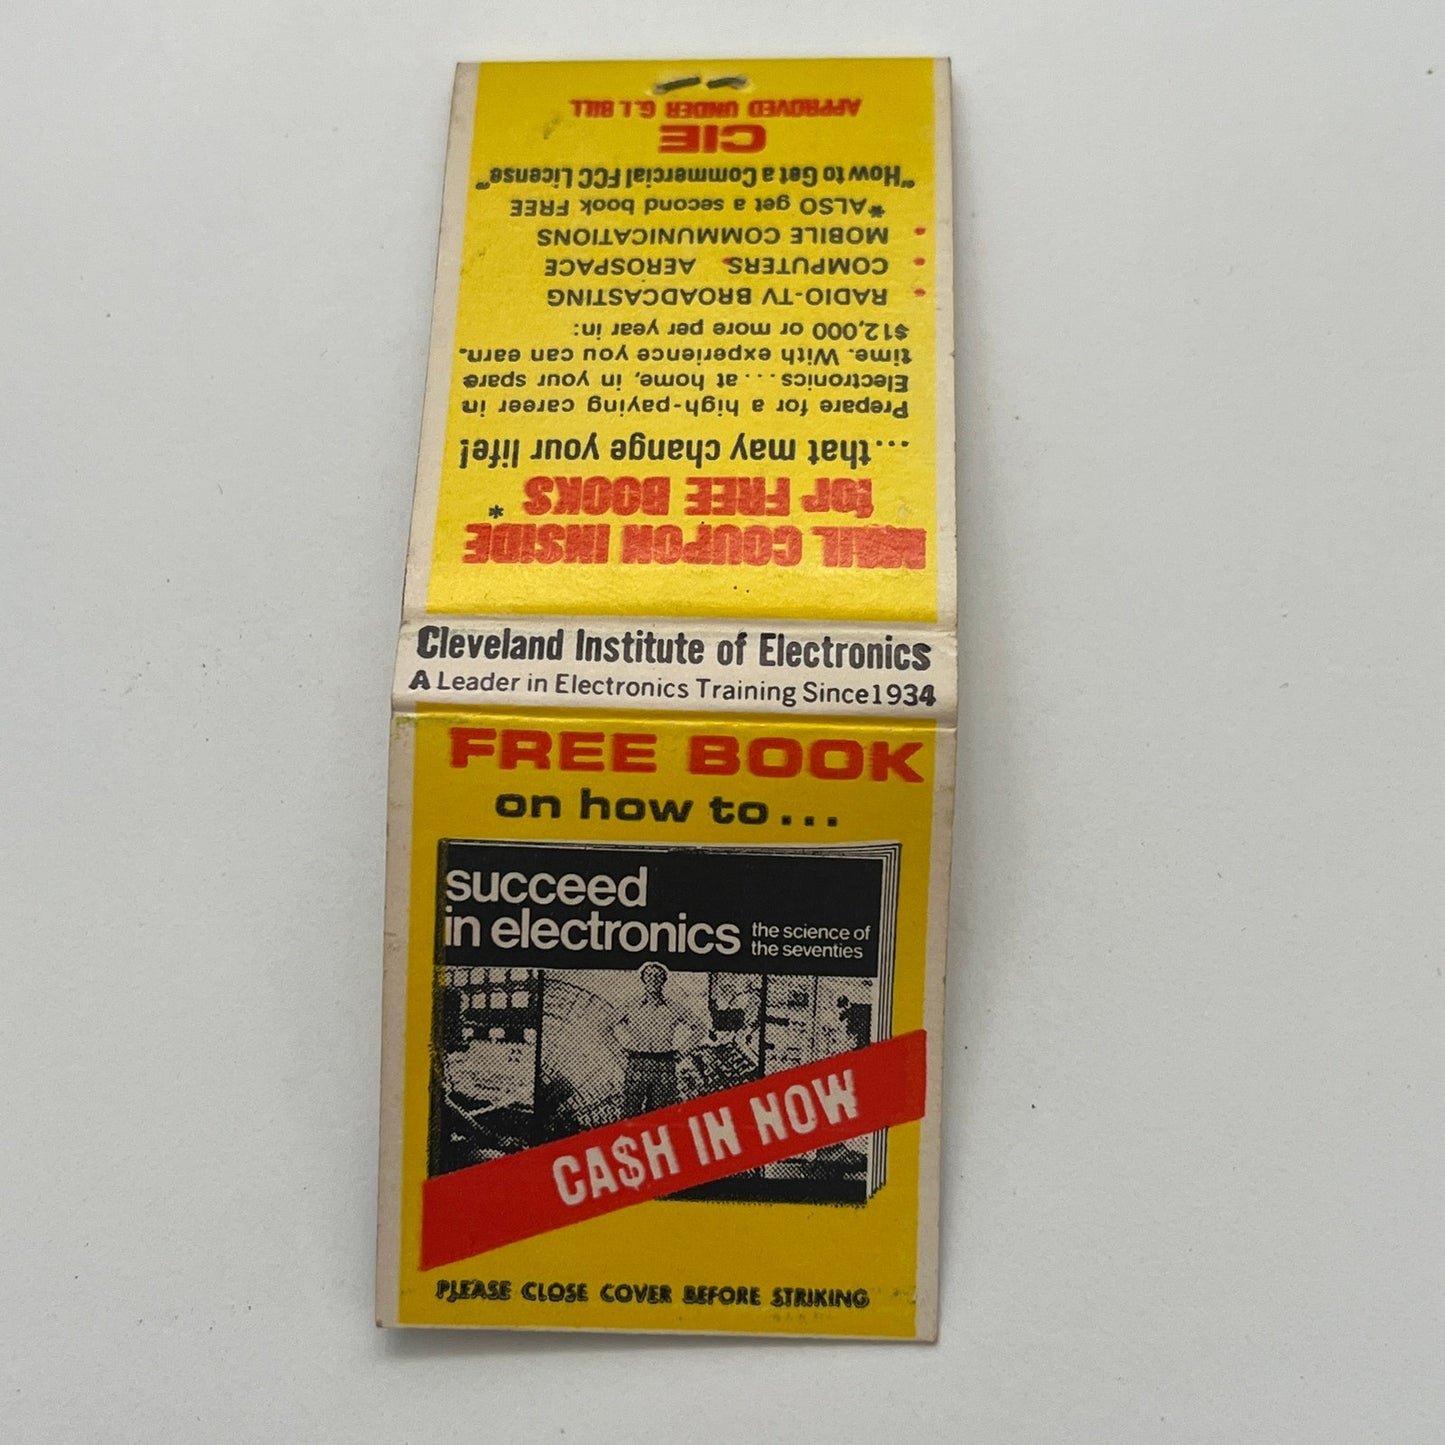 Cleveland Institute of Electronics
A Leader in Electronics Training Since 1934
FREE BOOK
on how to...
succeed
in electronics
the science of
the seventies
CA$H IN NOW
PLEASE CLOSE COVER BEFORE STRIKING
MAIL COUPON INSIDE
for FREE BOOKS*
...that may change your life!
Prepare for a high-paying career in
Electronics...at home, in your spare
time. With experience you can earn
$12,000 or more per year in:
• RADIO-TV BROADCASTING
• COMPUTERS • AEROSPACE
• MOBILE COMMUNICATIONS
*ALSO get a second book FREE
"How to Get a Commercial FCC License"
CIE
APPROVED UNDER G.I. BILL